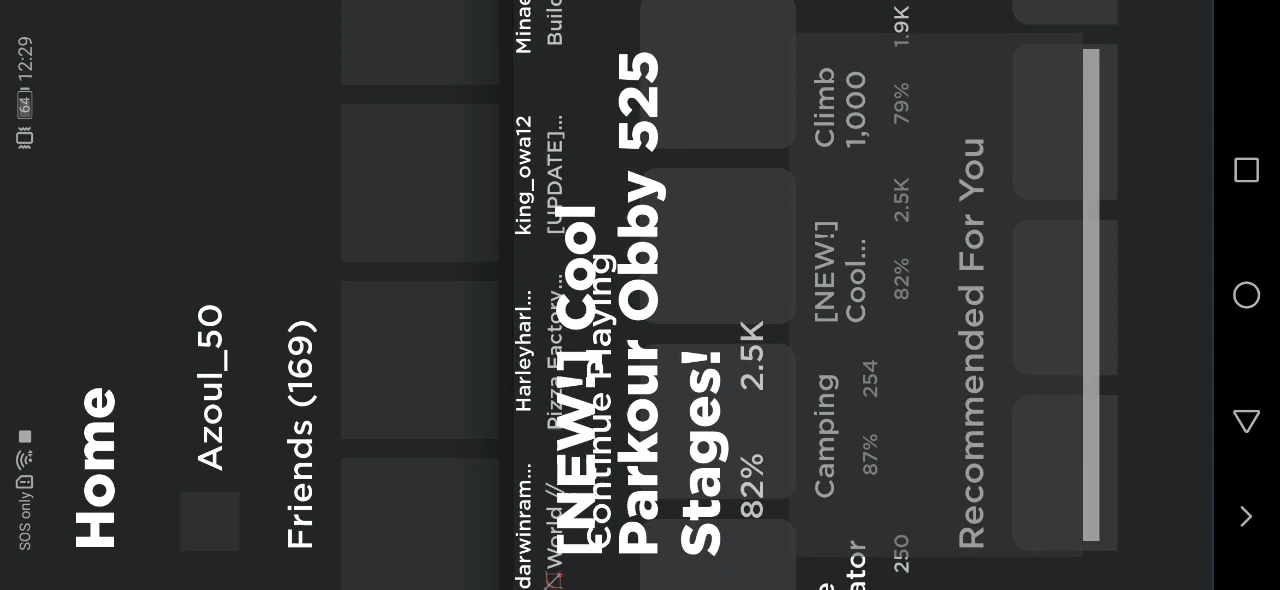 SOS only 64 12:29
Home
Azoul_50
Friends (169)
darwinram... Harleyharl... king_owa12 Minae
World // Pizza Factory... [UPDATE]... Build
[NEW!] Cool
Continue Playing
Parkour Obby 525
Stages!
82% 2.5K
Camping [NEW!] Climb
Cool... 1,000
ator
87% 254 82% 2.5K 79% 1.9K
250
Recommended For You